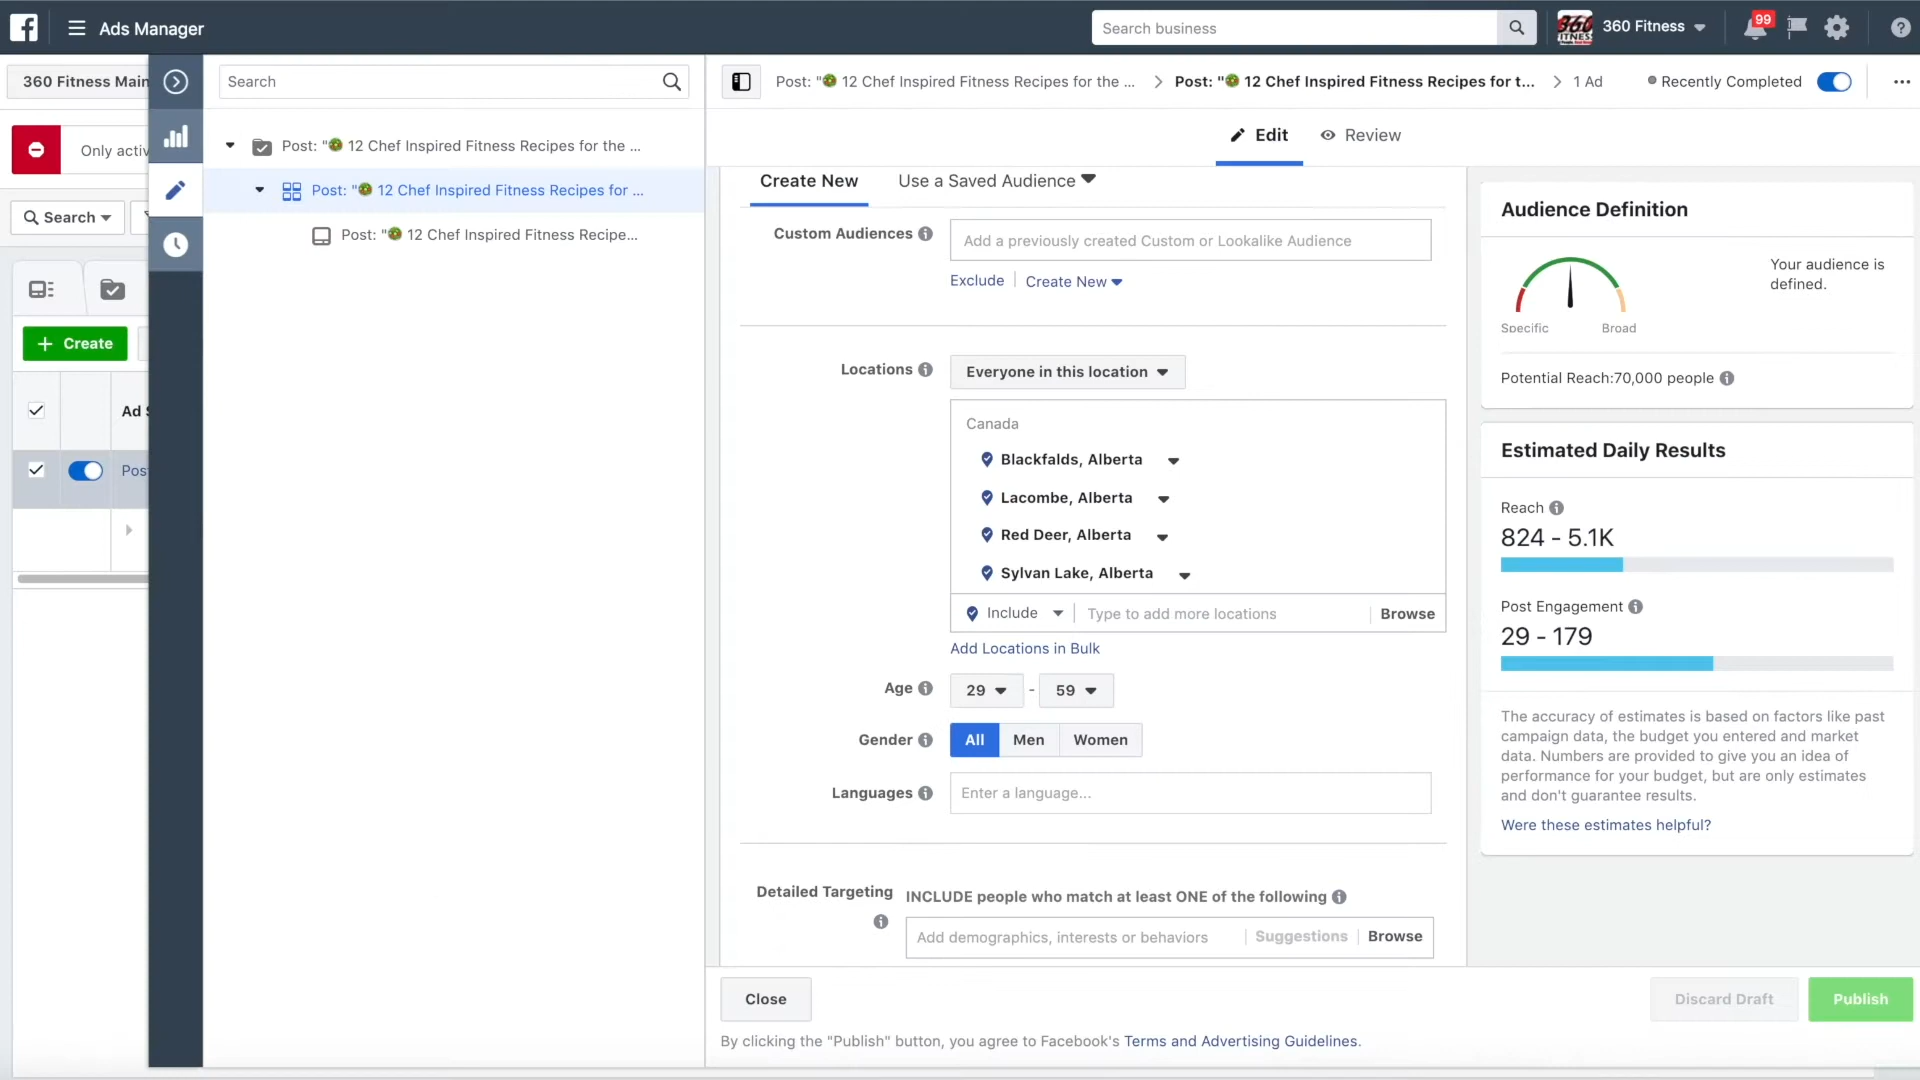 Ads Manager
Search business
360 Fitness
99
360 Fitness Main
Search
Post: "🥗 12 Chef Inspired Fitness Recipes for the ...
Post: "🥗 12 Chef Inspired Fitness Recipes for t...
1 Ad
Recently Completed
Only activ
Edit
Review
Post: "🥗 12 Chef Inspired Fitness Recipes for the ...
Post: "🥗 12 Chef Inspired Fitness Recipes for ...
Post: "🥗 12 Chef Inspired Fitness Recipe...
Search
Create
Ad S
Pos
Create New
Use a Saved Audience
Custom Audiences
Add a previously created Custom or Lookalike Audience
Exclude
Create New
Locations
Everyone in this location
Canada
Blackfalds, Alberta
Lacombe, Alberta
Red Deer, Alberta
Sylvan Lake, Alberta
Include
Type to add more locations
Browse
Add Locations in Bulk
Age
29 - 59
Gender
All
Men
Women
Languages
Enter a language...
Detailed Targeting
INCLUDE people who match at least ONE of the following
Add demographics, interests or behaviors
Suggestions
Browse
Audience Definition
Your audience is
defined.
Specific
Broad
Potential Reach:70,000 people
Estimated Daily Results
Reach
824 - 5.1K
Post Engagement
29 - 179
The accuracy of estimates is based on factors like past
campaign data, the budget you entered and market
data. Numbers are provided to give you an idea of
performance for your budget, but are only estimates
and don't guarantee results.
Were these estimates helpful?
Close
Discard Draft
Publish
By clicking the "Publish" button, you agree to Facebook's Terms and Advertising Guidelines.